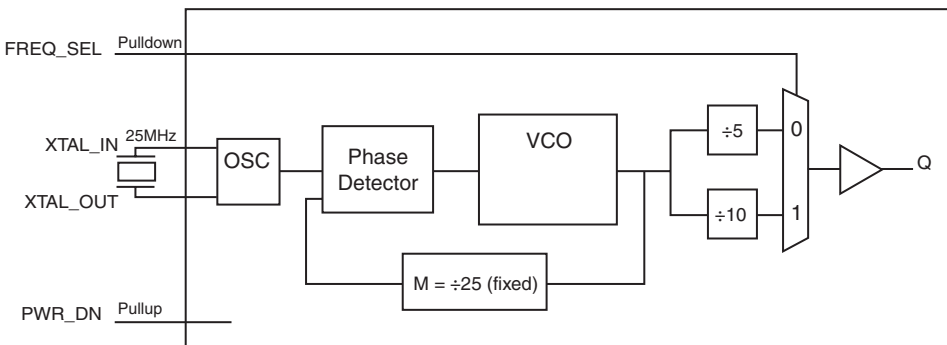 FREQ_SEL
Pulldown
XTAL_IN
25MHz
XTAL_OUT
OSC
Phase
Detector
VCO
÷5
÷10
0
1
Q
M = ÷25 (fixed)
PWR_DN
Pullup